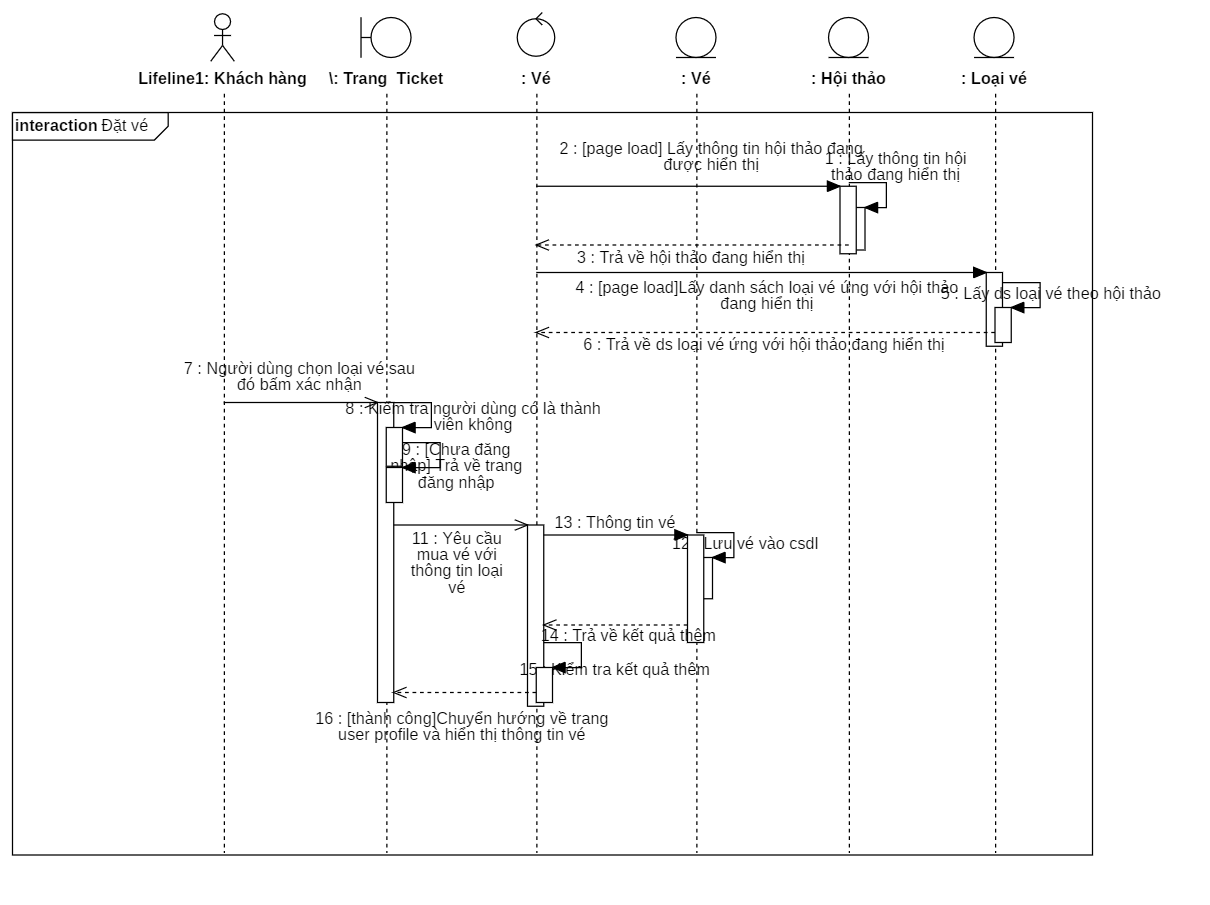 Lifeline1: Khách hàng
\: Trang Ticket
: Vé
: Vé
: Hội thảo
: Loại vé
interaction Đặt vé
2 : [page load] Lấy thông tin hội thảo đang
được hiển thị
1 : Lấy thông tin hội
thảo đang hiển thị
3 : Trả về hội thảo đang hiển thị
4 : [page load]Lấy danh sách loại vé ứng với hội thảo
đang hiển thị
5 : Lấy ds loại vé theo hội thảo
6 : Trả về ds loại vé ứng với hội thảo đang hiển thị
7 : Người dùng chọn loại vé sau
đó bấm xác nhận
8 : Kiểm tra người dùng có là thành
viên không
9 : [Chưa đăng
nhập] Trả về trang
đăng nhập
11 : Yêu cầu
mua vé với
thông tin loại
vé
13 : Thông tin vé
12 : Lưu vé vào csdl
14 : Trả về kết quả thêm
15 : Kiểm tra kết quả thêm
16 : [thành công]Chuyển hướng về trang
user profile và hiển thị thông tin vé